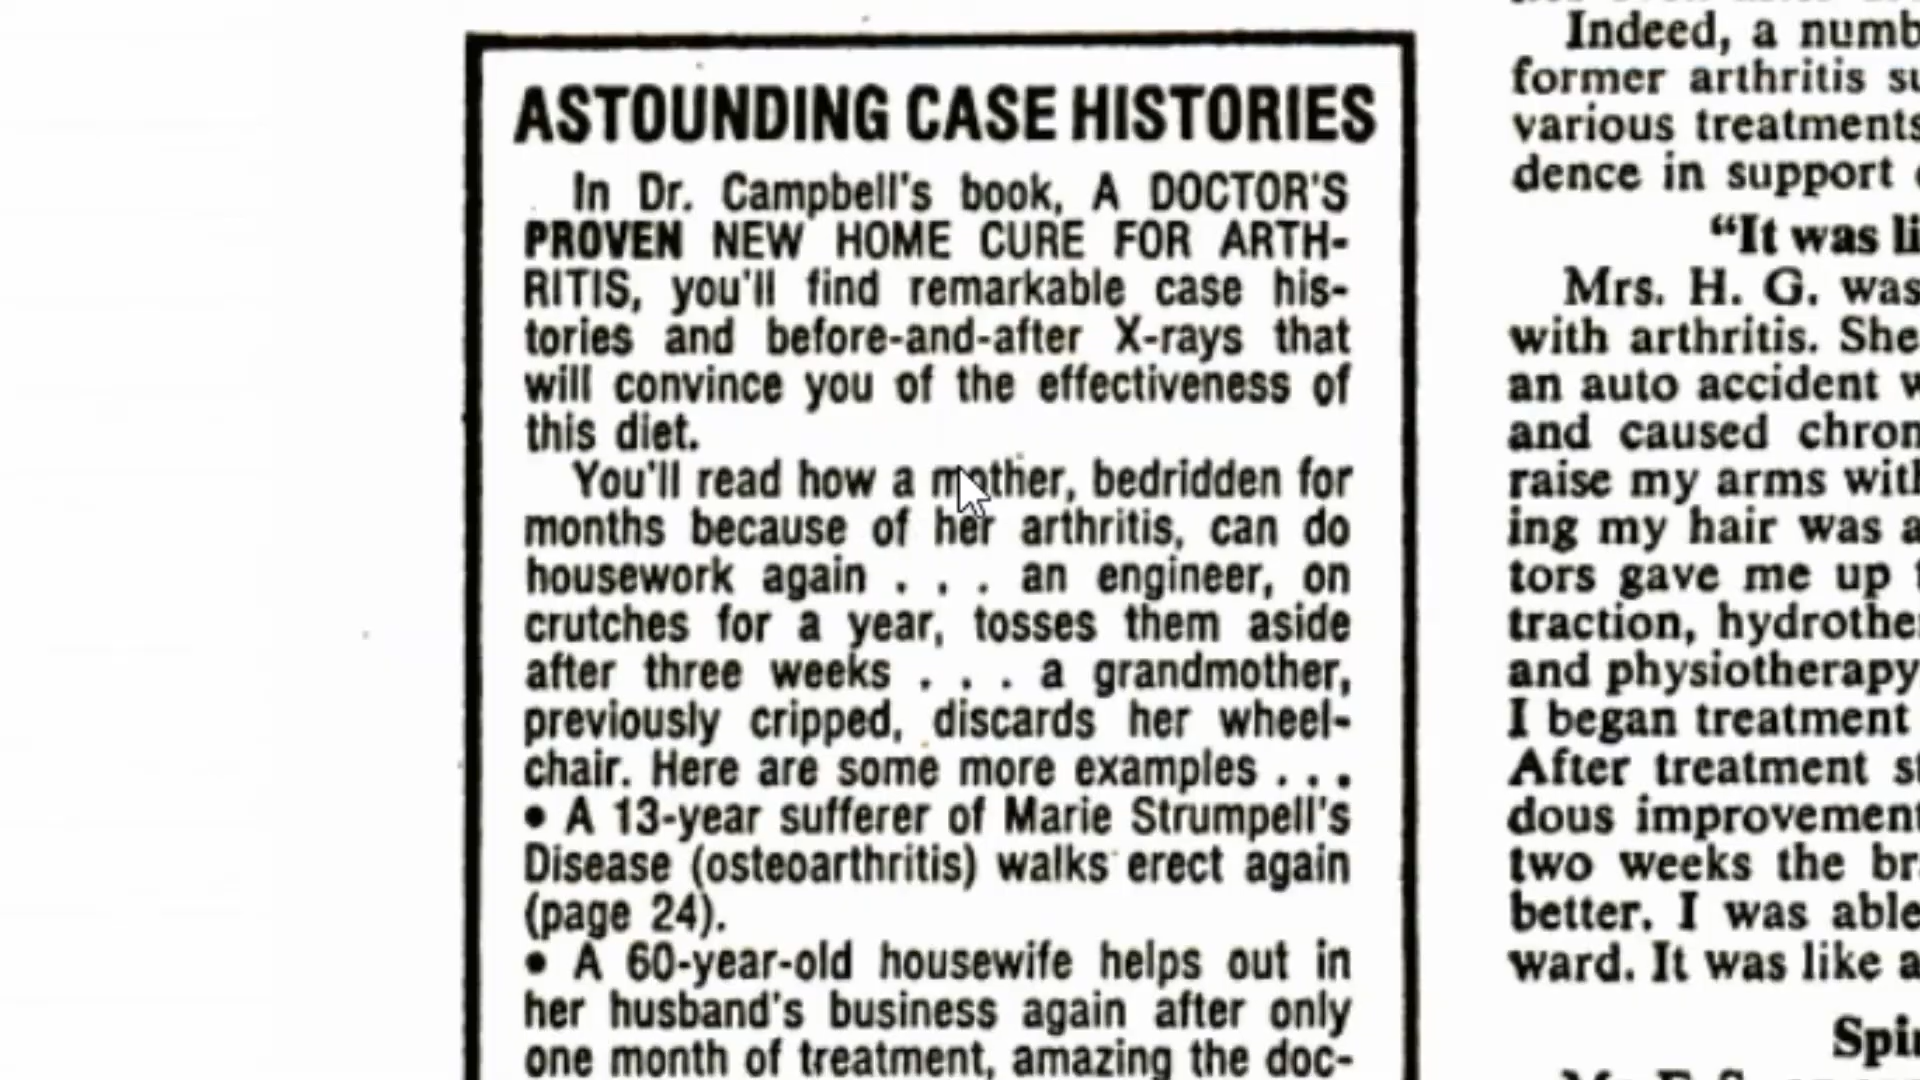 ASTOUNDING CASE HISTORIES
In Dr. Campbell's book, A DOCTOR'S
PROVEN NEW HOME CURE FOR ARTH-
RITIS, you'll find remarkable case his-
tories and before-and-after X-rays that
will convince you of the effectiveness of
this diet.
You'll read how a mother, bedridden for
months because of her arthritis, can do
housework again . . . an engineer, on
crutches for a year, tosses them aside
after three weeks . . . a grandmother,
previously cripped, discards her wheel-
chair. Here are some more examples . . .
• A 13-year sufferer of Marie Strumpell's
Disease (osteoarthritis) walks erect again
(page 24).
• A 60-year-old housewife helps out in
her husband's business again after only
one month of treatment, amazing the doc-
Indeed, a numb
former arthritis su
various treatments
dence in support
"It was li
Mrs. H. G. was
with arthritis. She
an auto accident w
and caused chron
raise my arms with
ing my hair was a
tors gave me up t
traction, hydrothe
and physiotherapy
I began treatment
After treatment st
dous improvement
two weeks the br
better. I was able
ward. It was like a
Spi